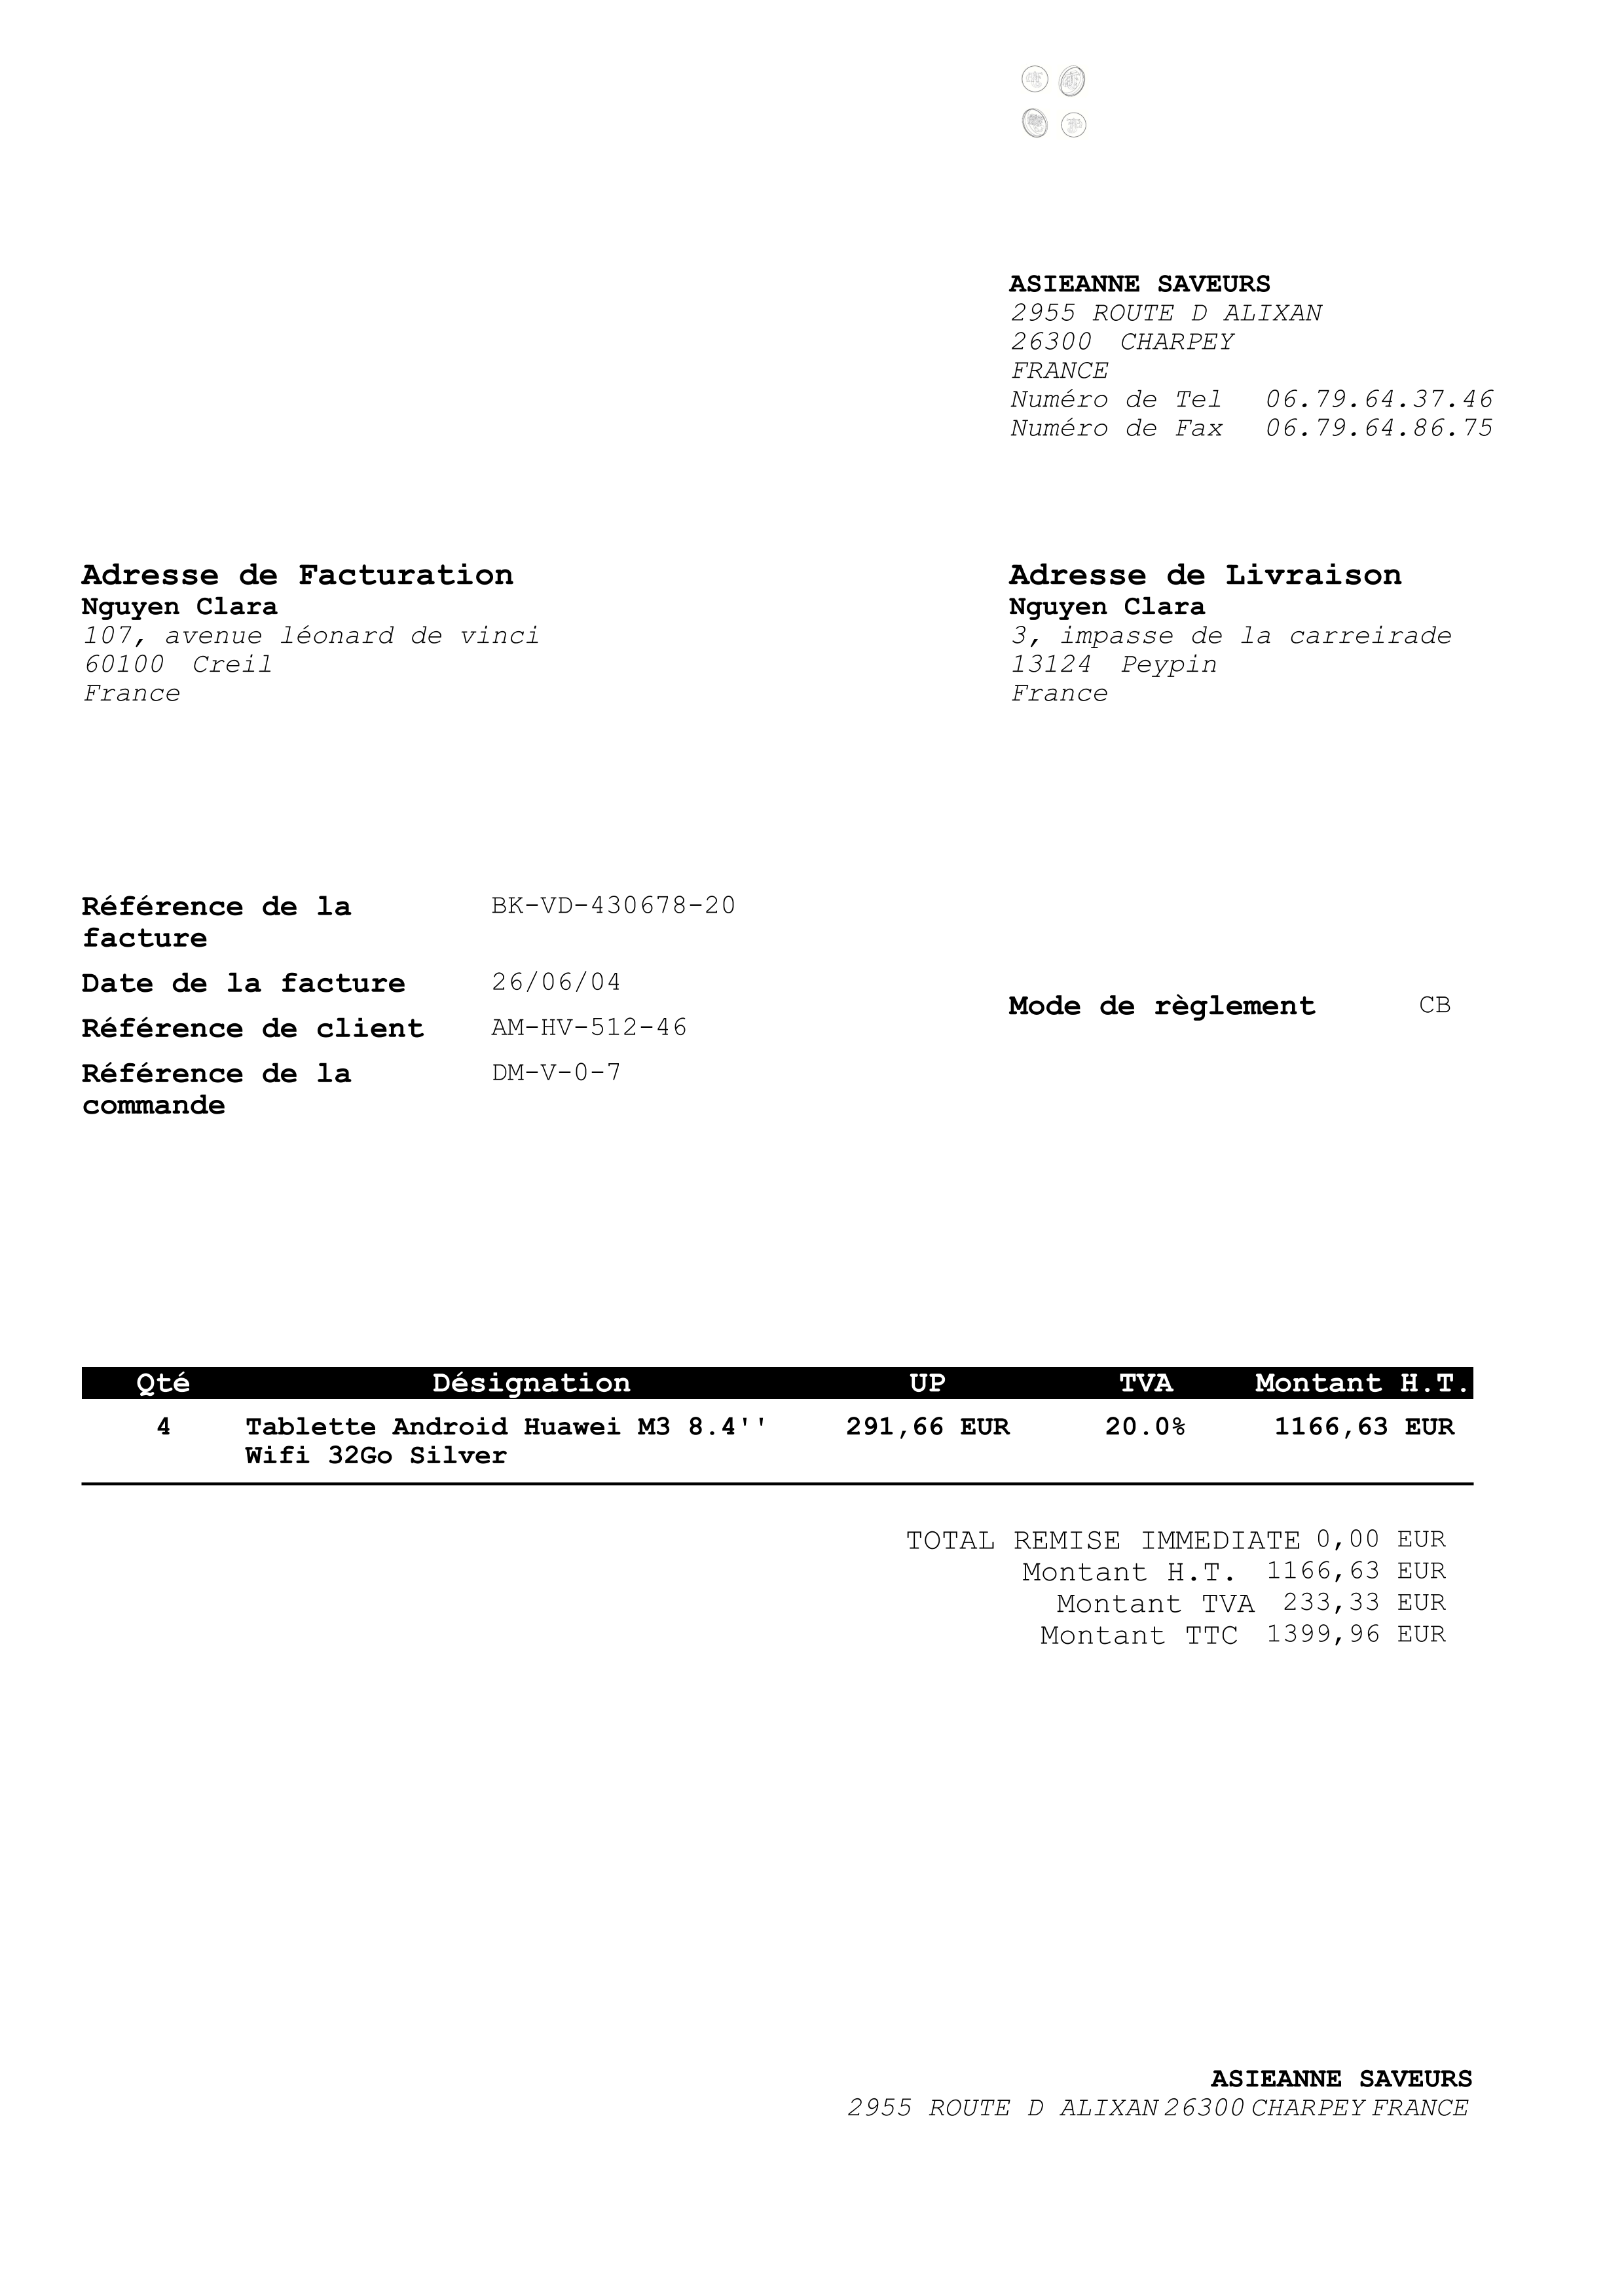 ASIEANNE SAVEURS
2955 ROUTE D ALIXAN
26300 CHARPEY
FRANCE
Numéro de Tel 06.79.64.37.46
Numéro de Fax 06.79.64.86.75
Adresse de Facturation
Nguyen Clara
107, avenue léonard de vinci
60100 Creil
France
Adresse de Livraison
Nguyen Clara
3, impasse de la carreirade
13124 Peypin
France
Référence de la BK-VD-430678-20
facture
Date de la facture 26/06/04
Référence de client AM-HV-512-46
Référence de la DM-V-0-7
commande
Mode de règlement CB
Qté Désignation UP TVA Montant H.T.
4 Tablette Android Huawei M3 8.4'' 291,66 EUR 20.0% 1166,63 EUR
Wifi 32Go Silver
TOTAL REMISE IMMEDIATE 0,00 EUR
Montant H.T. 1166,63 EUR
Montant TVA 233,33 EUR
Montant TTC 1399,96 EUR
ASIEANNE SAVEURS
2955 ROUTE D ALIXAN 26300 CHARPEY FRANCE